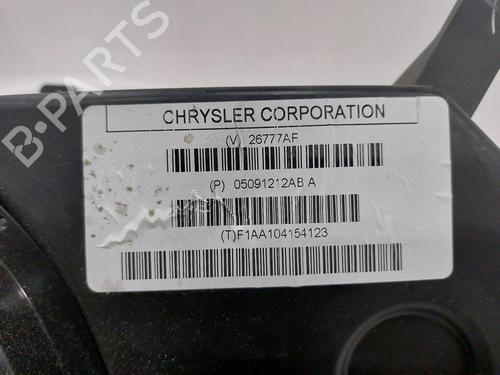 B-PARTS
CHRYSLER CORPORATION
(V) 26777AF
(P) 05091212AB A
(T)F1AA104154123